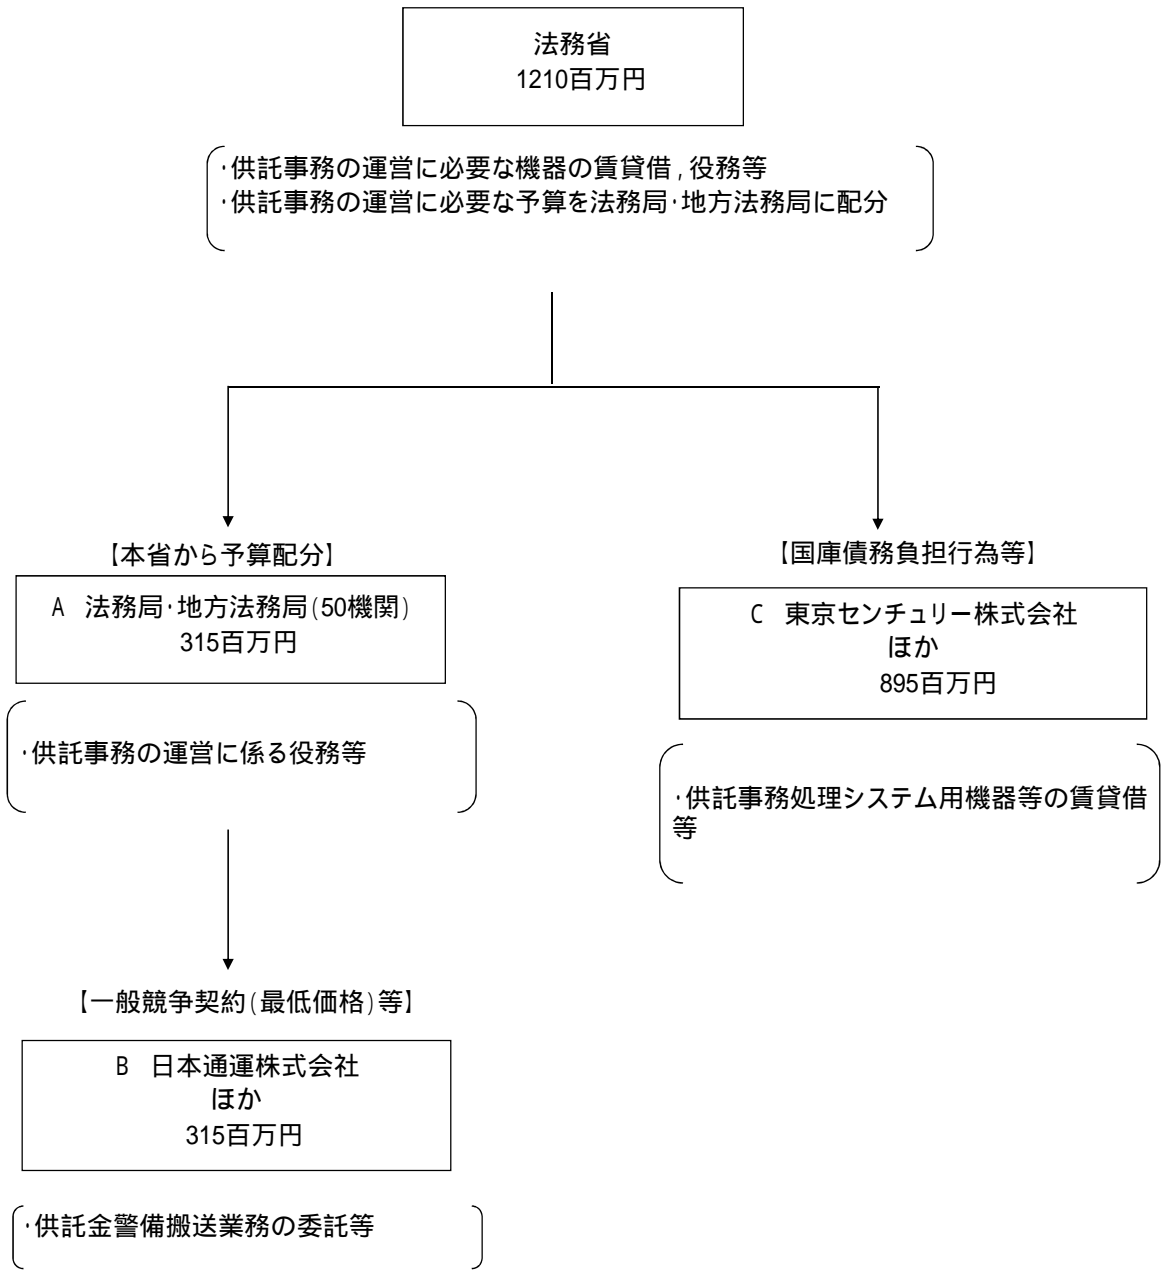 法務省
1210百万円
･供託事務の運営に必要な機器の賃貸借,役務等
･供託事務の運営に必要な予算を法務局･地方法務局に配分
【本省から予算配分】
A　法務局･地方法務局(50機関)
315百万円
･供託事務の運営に係る役務等
【国庫債務負担行為等】
C　東京センチュリー株式会社
ほか
895百万円
･供託事務処理システム用機器等の賃貸借
等
【一般競争契約(最低価格)等】
B　日本通運株式会社
ほか
315百万円
･供託金警備搬送業務の委託等